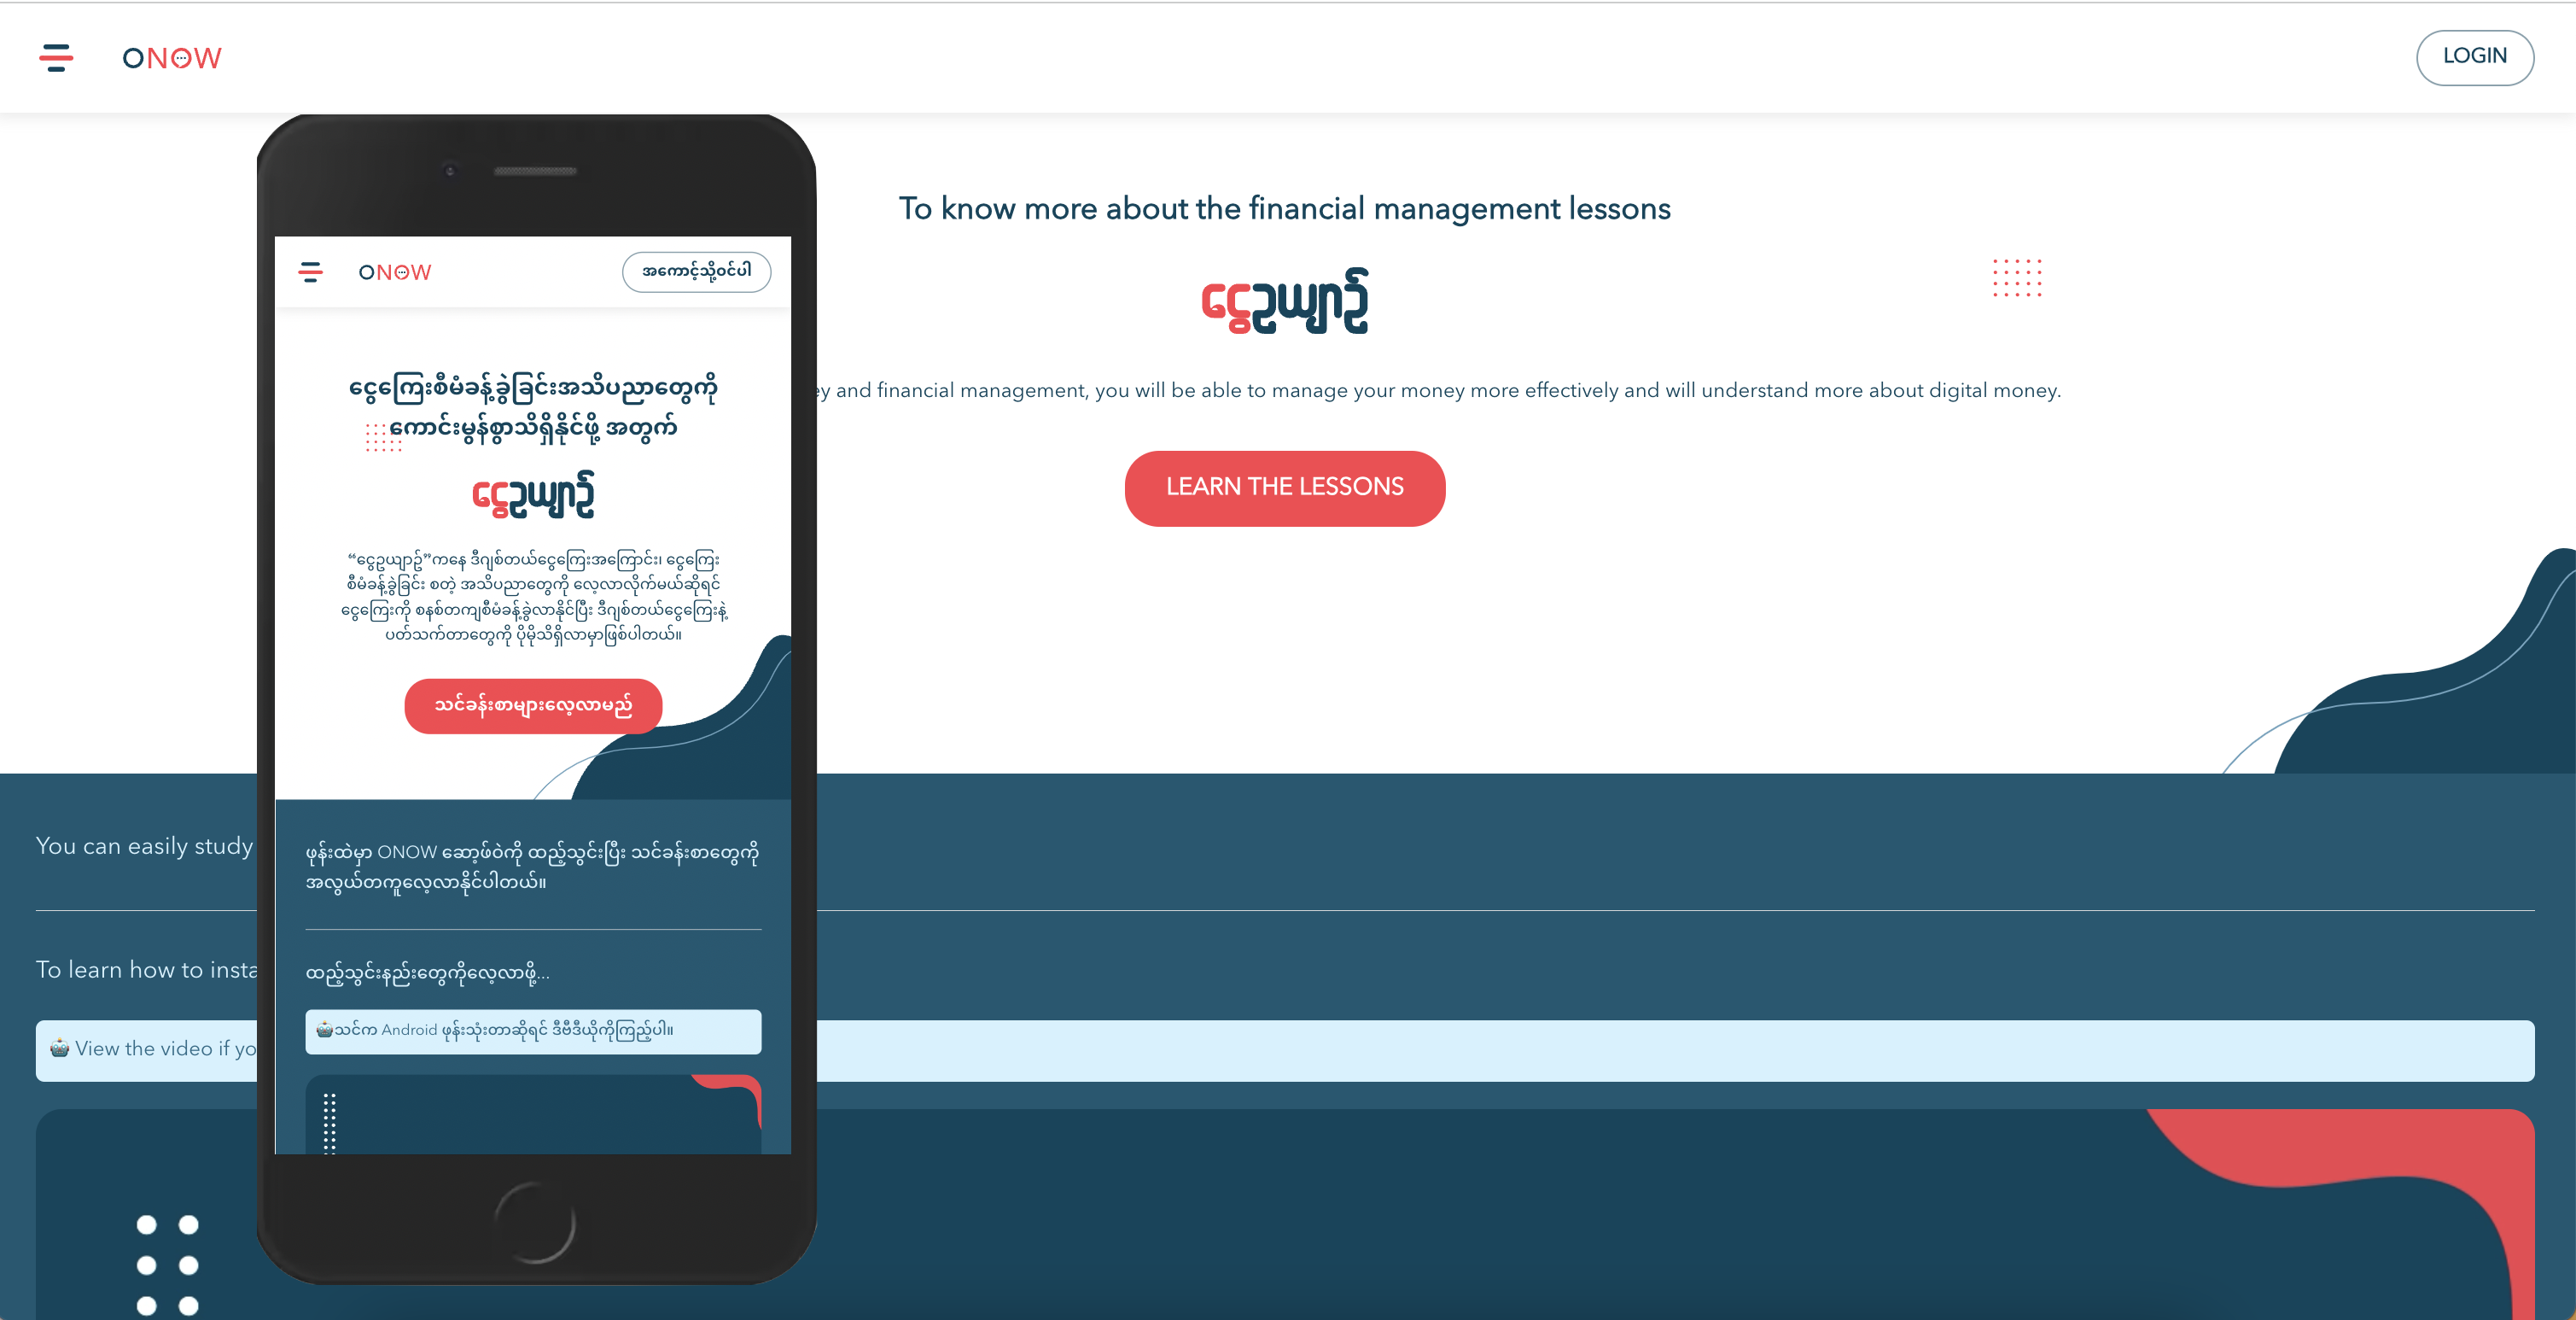 ONOW
LOGIN
To know more about the financial management lessons
ငွေဥယျာဉ်
and financial management, you will be able to manage your money more effectively and will understand more about digital money.
LEARN THE LESSONS
You can easily study
To learn how to
View the video if
ONOW
အကောင့်သို့ဝင်ပါ
ငွေကြေးစီမံခန့်ခွဲခြင်းအသိပညာတွေကို
ကောင်းမွန်စွာသိရှိနိုင်ဖို့ အတွက်
ငွေဥယျာဉ်
“ငွေဥယျာဥ်”ကနေ ဒီဂျစ်တယ်ငွေကြေးအကြောင်း၊ ငွေကြေး
စီမံခန့်ခွဲခြင်း စတဲ့ အသိပညာတွေကို လေ့လာလိုက်မယ်ဆိုရင်
ငွေကြေးကို စနစ်တကျစီမံခန့်ခွဲလာနိုင်ပြီး ဒီဂျစ်တယ်ငွေကြေးနဲ့
ပတ်သက်တာတွေကို ပိုမိုသိရှိလာမှာဖြစ်ပါတယ်။
သင်ခန်းစာများလေ့လာမည်
ဖုန်းထဲမှာ ONOW ဆော့ဖ်ဝဲကို ထည့်သွင်းပြီး သင်ခန်းစာတွေကို
အလွယ်တကူလေ့လာနိုင်ပါတယ်။
ထည့်သွင်းနည်းတွေကိုလေ့လာဖို့...
သင်က Android ဖုန်းသုံးတာဆိုရင် ဒီဗီဒီယိုကိုကြည့်ပါ။